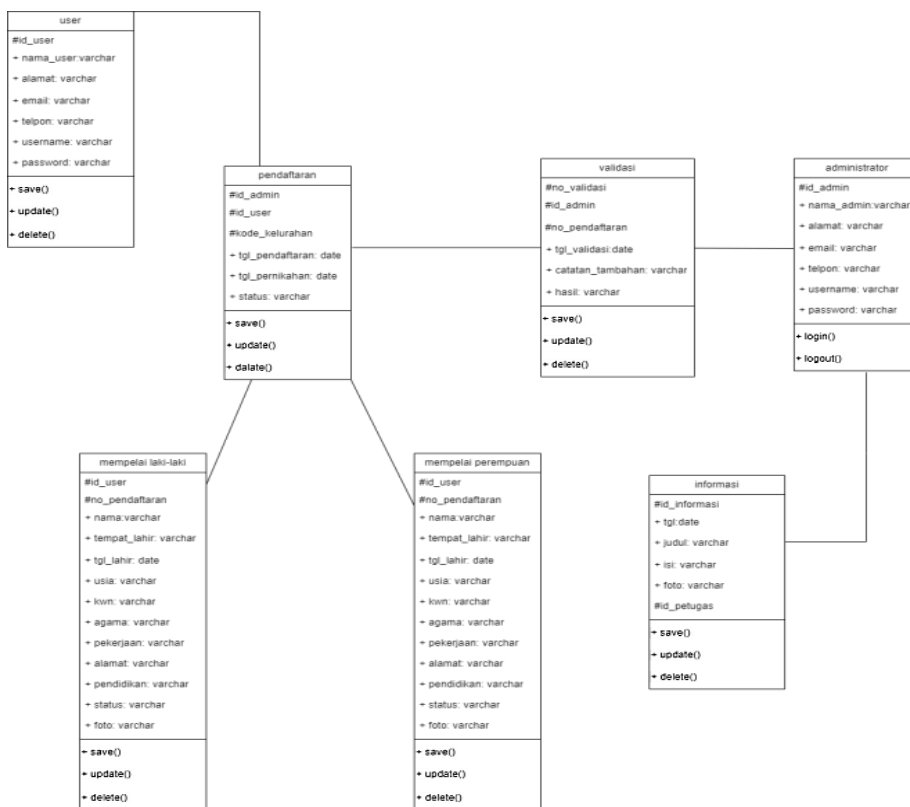 user
#id_user
+ nama_user:varchar
+ alamat: varchar
+ email: varchar
+ telpon: varchar
+ username: varchar
+ password: varchar
+ save()
+ update()
+ delete()
pendaftaran
#id_admin
#id_user
#kode_kelurahan
+ tgl_pendaftaran: date
+ tgl_pernikahan: date
+ status: varchar
+ save()
+ update()
+ dalate()
validasi
#no_validasi
#id_admin
#no_pendaftaran
+ tgl_validasi:date
+ catatan_tambahan: varchar
+ hasil: varchar
+ save()
+ update()
+ delete()
administrator
#id_admin
+ nama_admin:varchar
+ alamat: varchar
+ email: varchar
+ telpon: varchar
+ username: varchar
+ password: varchar
+ login()
+ logout()
mempelai laki-laki
#id_user
#no_pendaftaran
+ nama:varchar
+ tempat_lahir: varchar
+ tgl_lahir: date
+ usia: varchar
+ kwn: varchar
+ agama: varchar
+ pekerjaan: varchar
+ alamat: varchar
+ pendidikan: varchar
+ status: varchar
+ foto: varchar
+ save()
+ update()
+ delete()
mempelai perempuan
#id_user
#no_pendaftaran
+ nama:varchar
+ tempat_lahir: varchar
+ tgl_lahir: date
+ usia: varchar
+ kwn: varchar
+ agama: varchar
+ pekerjaan: varchar
+ alamat: varchar
+ pendidikan: varchar
+ status: varchar
+ foto: varchar
+ save()
+ update()
+ delete()
informasi
#id_informasi
+ tgl:date
+ judul: varchar
+ isi: varchar
+ foto: varchar
#id_petugas
+ save()
+ update()
+ delete()